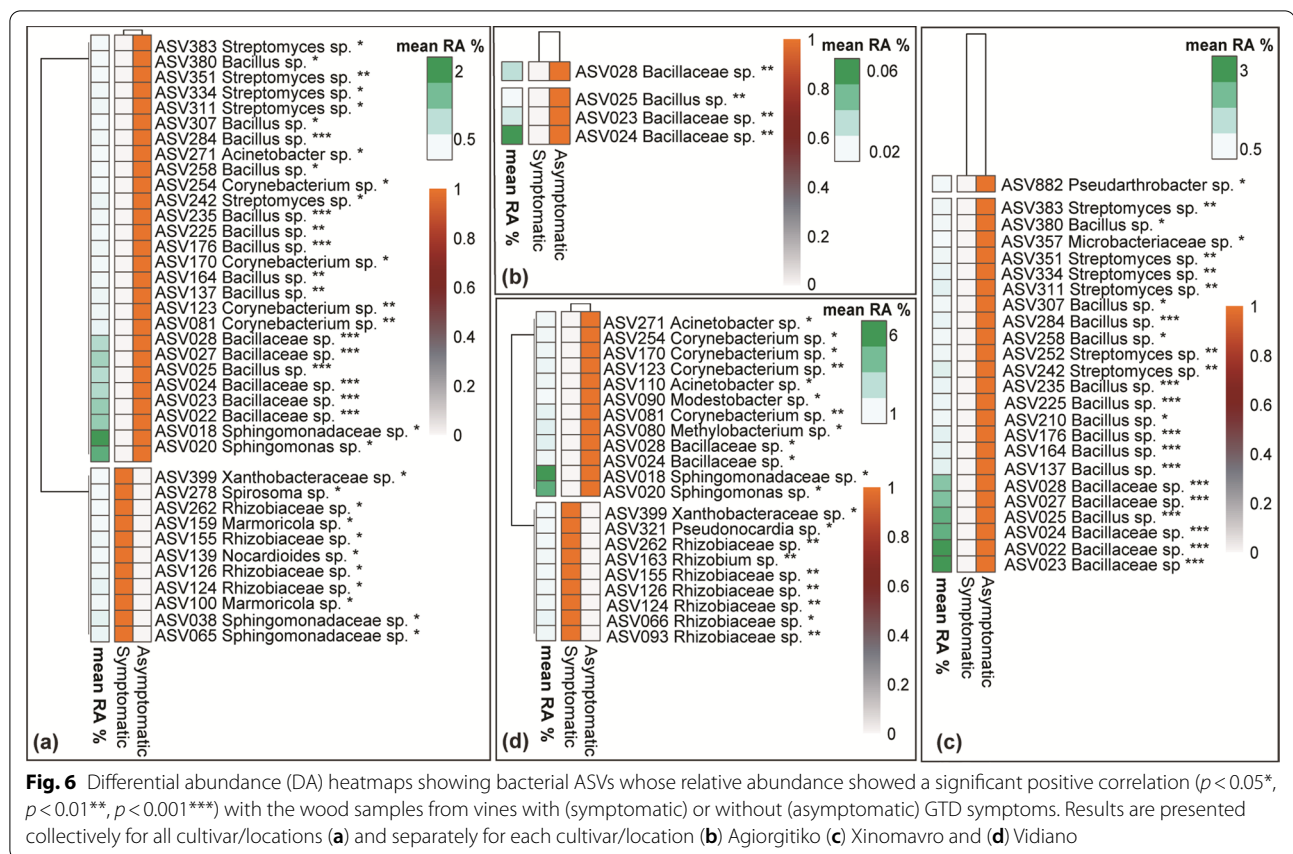 ASV383 Streptomyces sp. *
ASV380 Bacillus sp. *
ASV351 Streptomyces sp. **
ASV334 Streptomyces sp. *
ASV311 Streptomyces sp. *
ASV307 Bacillus sp. *
ASV284 Bacillus sp. ***
ASV271 Acinetobacter sp. *
ASV258 Bacillus sp. *
ASV254 Corynebacterium sp. *
ASV242 Streptomyces sp. *
ASV235 Bacillus sp. ***
ASV225 Bacillus sp. **
ASV176 Bacillus sp. ***
ASV170 Corynebacterium sp. *
ASV164 Bacillus sp. **
ASV137 Bacillus sp. **
ASV123 Corynebacterium sp. **
ASV081 Corynebacterium sp. **
ASV028 Bacillaceae sp. ***
ASV027 Bacillaceae sp. ***
ASV025 Bacillus sp. ***
ASV024 Bacillaceae sp. ***
ASV023 Bacillaceae sp. ***
ASV022 Bacillaceae sp. ***
ASV018 Sphingomonadaceae sp. *
ASV020 Sphingomonas sp. *
ASV399 Xanthobacteraceae sp. *
ASV278 Spirosoma sp. *
ASV262 Rhizobiaceae sp. *
ASV159 Marmoricola sp. *
ASV155 Rhizobiaceae sp. *
ASV139 Nocardioides sp. *
ASV126 Rhizobiaceae sp. *
ASV124 Rhizobiaceae sp. *
ASV100 Marmoricola sp. *
ASV038 Sphingomonadaceae sp. *
ASV065 Sphingomonadaceae sp. *
mean RA %
2
0.5
1
0.8
0.6
0.4
0.2
0
mean RA %
Symptomatic
Asymptomatic
(a)
ASV028 Bacillaceae sp. **
ASV025 Bacillus sp. **
ASV023 Bacillaceae sp. **
ASV024 Bacillaceae sp. **
mean RA %
Symptomatic
Asymptomatic
1
0.8
0.6
0.4
0.2
0
mean RA %
0.06
0.02
(b)
ASV271 Acinetobacter sp. *
ASV254 Corynebacterium sp. *
ASV170 Corynebacterium sp. *
ASV123 Corynebacterium sp. **
ASV110 Acinetobacter sp. *
ASV090 Modestobacter sp. *
ASV081 Corynebacterium sp. **
ASV080 Methylobacterium sp. *
ASV028 Bacillaceae sp. *
ASV024 Bacillaceae sp. *
ASV018 Sphingomonadaceae sp. *
ASV020 Sphingomonas sp. *
ASV399 Xanthobacteraceae sp. *
ASV321 Pseudonocardia sp. *
ASV262 Rhizobiaceae sp. **
ASV163 Rhizobium sp. **
ASV155 Rhizobiaceae sp. **
ASV126 Rhizobiaceae sp. **
ASV124 Rhizobiaceae sp. **
ASV066 Rhizobiaceae sp. *
ASV093 Rhizobiaceae sp. **
mean RA %
6
1
1
0.8
0.6
0.4
0.2
0
mean RA %
Symptomatic
Asymptomatic
(d)
mean RA %
3
0.5
ASV882 Pseudarthrobacter sp. *
ASV383 Streptomyces sp. **
ASV380 Bacillus sp. *
ASV357 Microbacteriaceae sp. *
ASV351 Streptomyces sp. **
ASV334 Streptomyces sp. **
ASV311 Streptomyces sp. **
ASV307 Bacillus sp. *
ASV284 Bacillus sp. ***
ASV258 Bacillus sp. *
ASV252 Streptomyces sp. **
ASV242 Streptomyces sp. **
ASV235 Bacillus sp. ***
ASV225 Bacillus sp. ***
ASV210 Bacillus sp. *
ASV176 Bacillus sp. ***
ASV164 Bacillus sp. ***
ASV137 Bacillus sp. ***
ASV028 Bacillaceae sp. ***
ASV027 Bacillaceae sp. ***
ASV025 Bacillus sp. ***
ASV024 Bacillaceae sp. ***
ASV022 Bacillaceae sp. ***
ASV023 Bacillaceae sp ***
1
0.8
0.6
0.4
0.2
0
mean RA %
Symptomatic
Asymptomatic
(c)
Fig. 6 Differential abundance (DA) heatmaps showing bacterial ASVs whose relative abundance showed a significant positive correlation (p < 0.05*,
p < 0.01**, p < 0.001***) with the wood samples from vines with (symptomatic) or without (asymptomatic) GTD symptoms. Results are presented
collectively for all cultivar/locations (a) and separately for each cultivar/location (b) Agiorgitiko (c) Xinomavro and (d) Vidiano